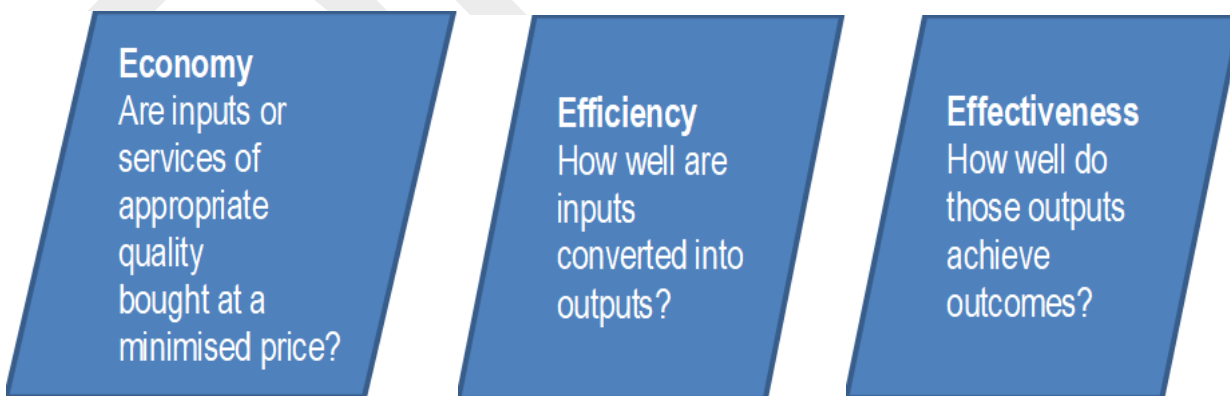 Economy
Are inputs or
services of
appropriate
quality
bought at a
minimised price?
Efficiency
How well are
inputs
converted into
outputs?
Effectiveness
How well do
those outputs
achieve
outcomes?